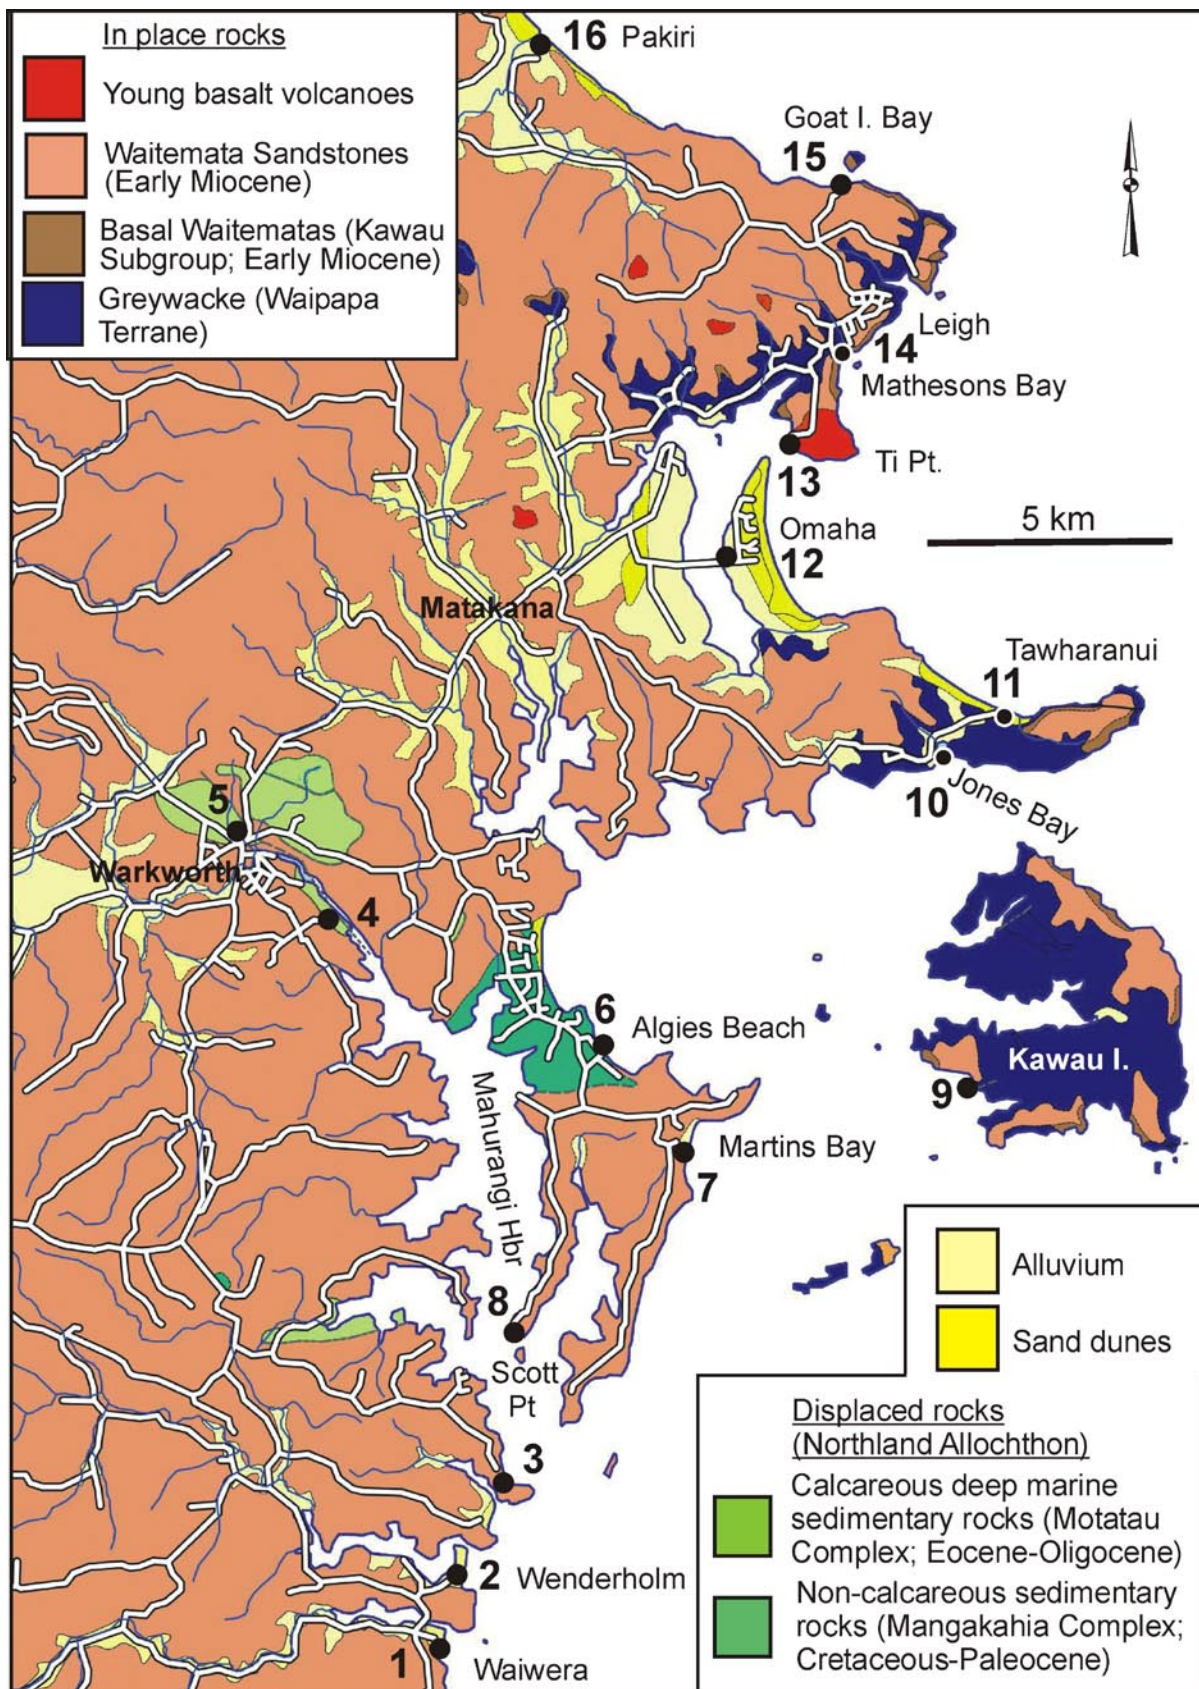 In place rocks
Young basalt volcanoes
Waitemata Sandstones
(Early Miocene)
Basal Waitematas (Kawau
Subgroup; Early Miocene)
Greywacke (Waipapa
Terrane)
16 Pakiri
Goat I. Bay
15
Leigh
14
Mathesons Bay
Ti Pt.
13
5 km
Omaha
12
Matakana
Tawharanui
11
10
Jones Bay
5
Warkworth
4
6
Algies Beach
Kawau I.
9
Mahurangi Hbr
Martins Bay
7
8
Scott
Pt
3
2 Wenderholm
1
Waiwera
Alluvium
Sand dunes
Displaced rocks
(Northland Allochthon)
Calcareous deep marine
sedimentary rocks (Motatau
Complex; Eocene-Oligocene)
Non-calcareous sedimentary
rocks (Mangakahia Complex;
Cretaceous-Paleocene)